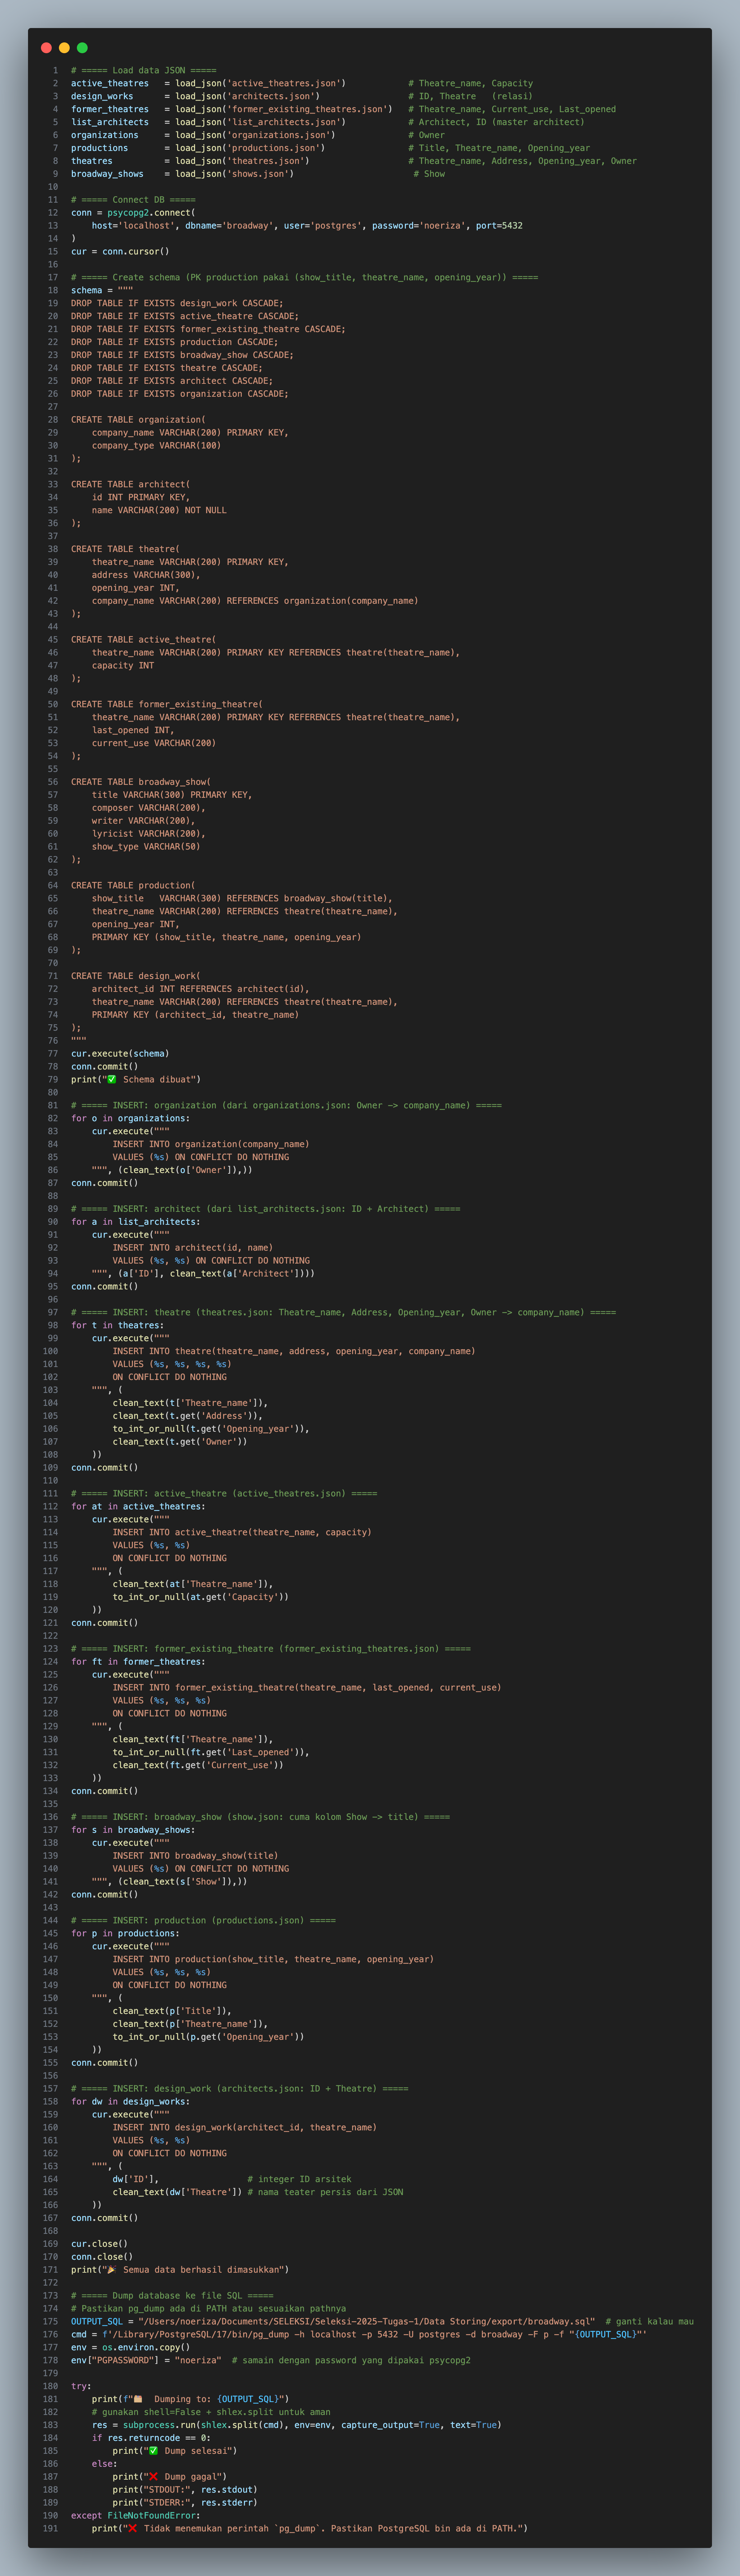 1 # ===== Load data JSON =====
2 active_theatres   = load_json('active_theatres.json')            # Theatre_name, Capacity
3 design_works      = load_json('architects.json')                 # ID, Theatre   (relasi)
4 former_theatres   = load_json('former_existing_theatres.json')   # Theatre_name, Current_use, Last_opened
5 list_architects   = load_json('list_architects.json')            # Architect, ID (master architect)
6 organizations     = load_json('organizations.json')              # Owner
7 productions       = load_json('productions.json')                # Title, Theatre_name, Opening_year
8 theatres          = load_json('theatres.json')                   # Theatre_name, Address, Opening_year, Owner
9 broadway_shows    = load_json('shows.json')                       # Show
10
11 # ===== Connect DB =====
12 conn = psycopg2.connect(
13     host='localhost', dbname='broadway', user='postgres', password='noeriza', port=5432
14 )
15 cur = conn.cursor()
16
17 # ===== Create schema (PK production pakai (show_title, theatre_name, opening_year)) =====
18 schema = """
19 DROP TABLE IF EXISTS design_work CASCADE;
20 DROP TABLE IF EXISTS active_theatre CASCADE;
21 DROP TABLE IF EXISTS former_existing_theatre CASCADE;
22 DROP TABLE IF EXISTS production CASCADE;
23 DROP TABLE IF EXISTS broadway_show CASCADE;
24 DROP TABLE IF EXISTS theatre CASCADE;
25 DROP TABLE IF EXISTS architect CASCADE;
26 DROP TABLE IF EXISTS organization CASCADE;
27
28 CREATE TABLE organization(
29     company_name VARCHAR(200) PRIMARY KEY,
30     company_type VARCHAR(100)
31 );
32
33 CREATE TABLE architect(
34     id INT PRIMARY KEY,
35     name VARCHAR(200) NOT NULL
36 );
37
38 CREATE TABLE theatre(
39     theatre_name VARCHAR(200) PRIMARY KEY,
40     address VARCHAR(300),
41     opening_year INT,
42     company_name VARCHAR(200) REFERENCES organization(company_name)
43 );
44
45 CREATE TABLE active_theatre(
46     theatre_name VARCHAR(200) PRIMARY KEY REFERENCES theatre(theatre_name),
47     capacity INT
48 );
49
50 CREATE TABLE former_existing_theatre(
51     theatre_name VARCHAR(200) PRIMARY KEY REFERENCES theatre(theatre_name),
52     last_opened INT,
53     current_use VARCHAR(200)
54 );
55
56 CREATE TABLE broadway_show(
57     title VARCHAR(300) PRIMARY KEY,
58     composer VARCHAR(200),
59     writer VARCHAR(200),
60     lyricist VARCHAR(200),
61     show_type VARCHAR(50)
62 );
63
64 CREATE TABLE production(
65     show_title   VARCHAR(300) REFERENCES broadway_show(title),
66     theatre_name VARCHAR(200) REFERENCES theatre(theatre_name),
67     opening_year INT,
68     PRIMARY KEY (show_title, theatre_name, opening_year)
69 );
70
71 CREATE TABLE design_work(
72     architect_id INT REFERENCES architect(id),
73     theatre_name VARCHAR(200) REFERENCES theatre(theatre_name),
74     PRIMARY KEY (architect_id, theatre_name)
75 );
76 """
77 cur.execute(schema)
78 conn.commit()
79 print("✅ Schema dibuat")
80
81 # ===== INSERT: organization (dari organizations.json: Owner -> company_name) =====
82 for o in organizations:
83     cur.execute("""
84         INSERT INTO organization(company_name)
85         VALUES (%s) ON CONFLICT DO NOTHING
86     """, (clean_text(o['Owner']),))
87 conn.commit()
88
89 # ===== INSERT: architect (dari list_architects.json: ID + Architect) =====
90 for a in list_architects:
91     cur.execute("""
92         INSERT INTO architect(id, name)
93         VALUES (%s, %s) ON CONFLICT DO NOTHING
94     """, (a['ID'], clean_text(a['Architect'])))
95 conn.commit()
96
97 # ===== INSERT: theatre (theatres.json: Theatre_name, Address, Opening_year, Owner -> company_name) =====
98 for t in theatres:
99     cur.execute("""
100         INSERT INTO theatre(theatre_name, address, opening_year, company_name)
101         VALUES (%s, %s, %s, %s)
102         ON CONFLICT DO NOTHING
103     """, (
104         clean_text(t['Theatre_name']),
105         clean_text(t.get('Address')),
106         to_int_or_null(t.get('Opening_year')),
107         clean_text(t.get('Owner'))
108     ))
109 conn.commit()
110
111 # ===== INSERT: active_theatre (active_theatres.json) =====
112 for at in active_theatres:
113     cur.execute("""
114         INSERT INTO active_theatre(theatre_name, capacity)
115         VALUES (%s, %s)
116         ON CONFLICT DO NOTHING
117     """, (
118         clean_text(at['Theatre_name']),
119         to_int_or_null(at.get('Capacity'))
120     ))
121 conn.commit()
122
123 # ===== INSERT: former_existing_theatre (former_existing_theatres.json) =====
124 for ft in former_theatres:
125     cur.execute("""
126         INSERT INTO former_existing_theatre(theatre_name, last_opened, current_use)
127         VALUES (%s, %s, %s)
128         ON CONFLICT DO NOTHING
129     """, (
130         clean_text(ft['Theatre_name']),
131         to_int_or_null(ft.get('Last_opened')),
132         clean_text(ft.get('Current_use'))
133     ))
134 conn.commit()
135
136 # ===== INSERT: broadway_show (show.json: cuma kolom Show -> title) =====
137 for s in broadway_shows:
138     cur.execute("""
139         INSERT INTO broadway_show(title)
140         VALUES (%s) ON CONFLICT DO NOTHING
141     """, (clean_text(s['Show']),))
142 conn.commit()
143
144 # ===== INSERT: production (productions.json) =====
145 for p in productions:
146     cur.execute("""
147         INSERT INTO production(show_title, theatre_name, opening_year)
148         VALUES (%s, %s, %s)
149         ON CONFLICT DO NOTHING
150     """, (
151         clean_text(p['Title']),
152         clean_text(p['Theatre_name']),
153         to_int_or_null(p.get('Opening_year'))
154     ))
155 conn.commit()
156
157 # ===== INSERT: design_work (architects.json: ID + Theatre) =====
158 for dw in design_works:
159     cur.execute("""
160         INSERT INTO design_work(architect_id, theatre_name)
161         VALUES (%s, %s)
162         ON CONFLICT DO NOTHING
163     """, (
164         dw['ID'],                 # integer ID arsitek
165         clean_text(dw['Theatre']) # nama teater persis dari JSON
166     ))
167 conn.commit()
168
169 cur.close()
170 conn.close()
171 print("🎉 Semua data berhasil dimasukkan")
172
173 # ===== Dump database ke file SQL =====
174 # Pastikan pg_dump ada di PATH atau sesuaikan pathnya
175 OUTPUT_SQL = "/Users/noeriza/Documents/SELEKSI/Seleksi-2025-Tugas-1/Data Storing/export/broadway.sql"  # ganti kalau mau
176 cmd = f'/Library/PostgreSQL/17/bin/pg_dump -h localhost -p 5432 -U postgres -d broadway -F p -f "{OUTPUT_SQL}"'
177 env = os.environ.copy()
178 env["PGPASSWORD"] = "noeriza"  # samain dengan password yang dipakai psycopg2
179
180 try:
181     print(f"🗂️  Dumping to: {OUTPUT_SQL}")
182     # gunakan shell=False + shlex.split untuk aman
183     res = subprocess.run(shlex.split(cmd), env=env, capture_output=True, text=True)
184     if res.returncode == 0:
185         print("✅ Dump selesai")
186     else:
187         print("❌ Dump gagal")
188         print("STDOUT:", res.stdout)
189         print("STDERR:", res.stderr)
190 except FileNotFoundError:
191     print("❌ Tidak menemukan perintah `pg_dump`. Pastikan PostgreSQL bin ada di PATH.")